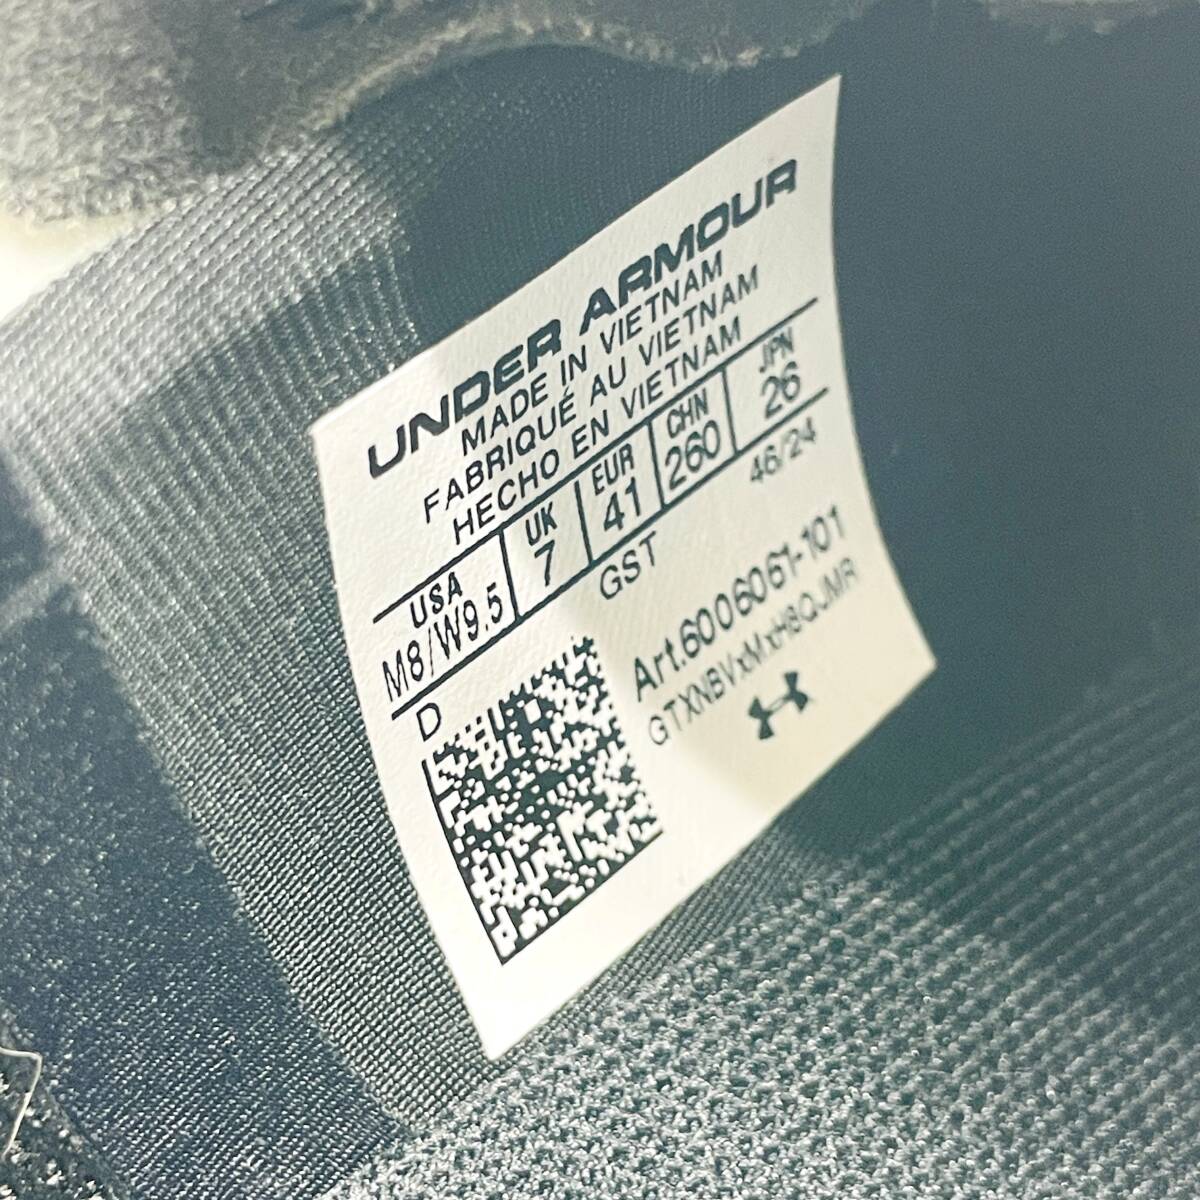 UNDER ARMOUR
MADE IN VIETNAM
FABRIQUÉ AU VIETNAM
HECHO EN VIETNAM
USA UK EUR CHN JPN
M8/W9.5 7 41 260 26
D GST 46/24
Art.6006061-101
GTXNBVxMxH8QJMR